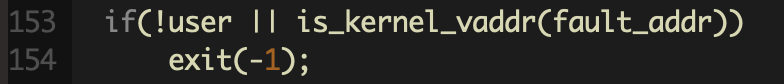 153 if(!user || is_kernel_vaddr(fault_addr))
154 exit(-1);